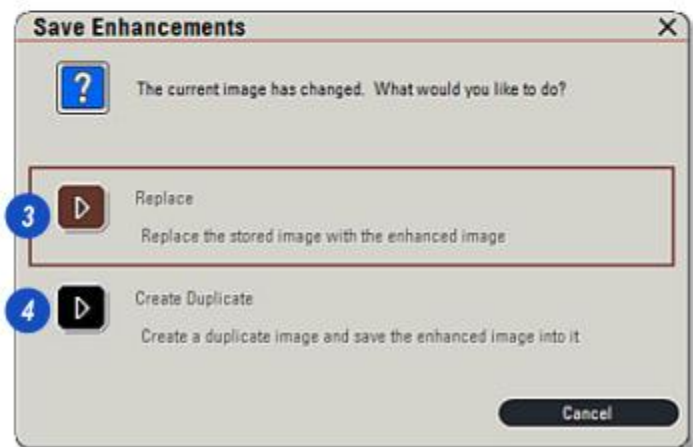 Save Enhancements
?
The current image has changed. What would you like to do?
3
Replace
Replace the stored image with the enhanced image
4
Create Duplicate
Create a duplicate image and save the enhanced image into it
Cancel